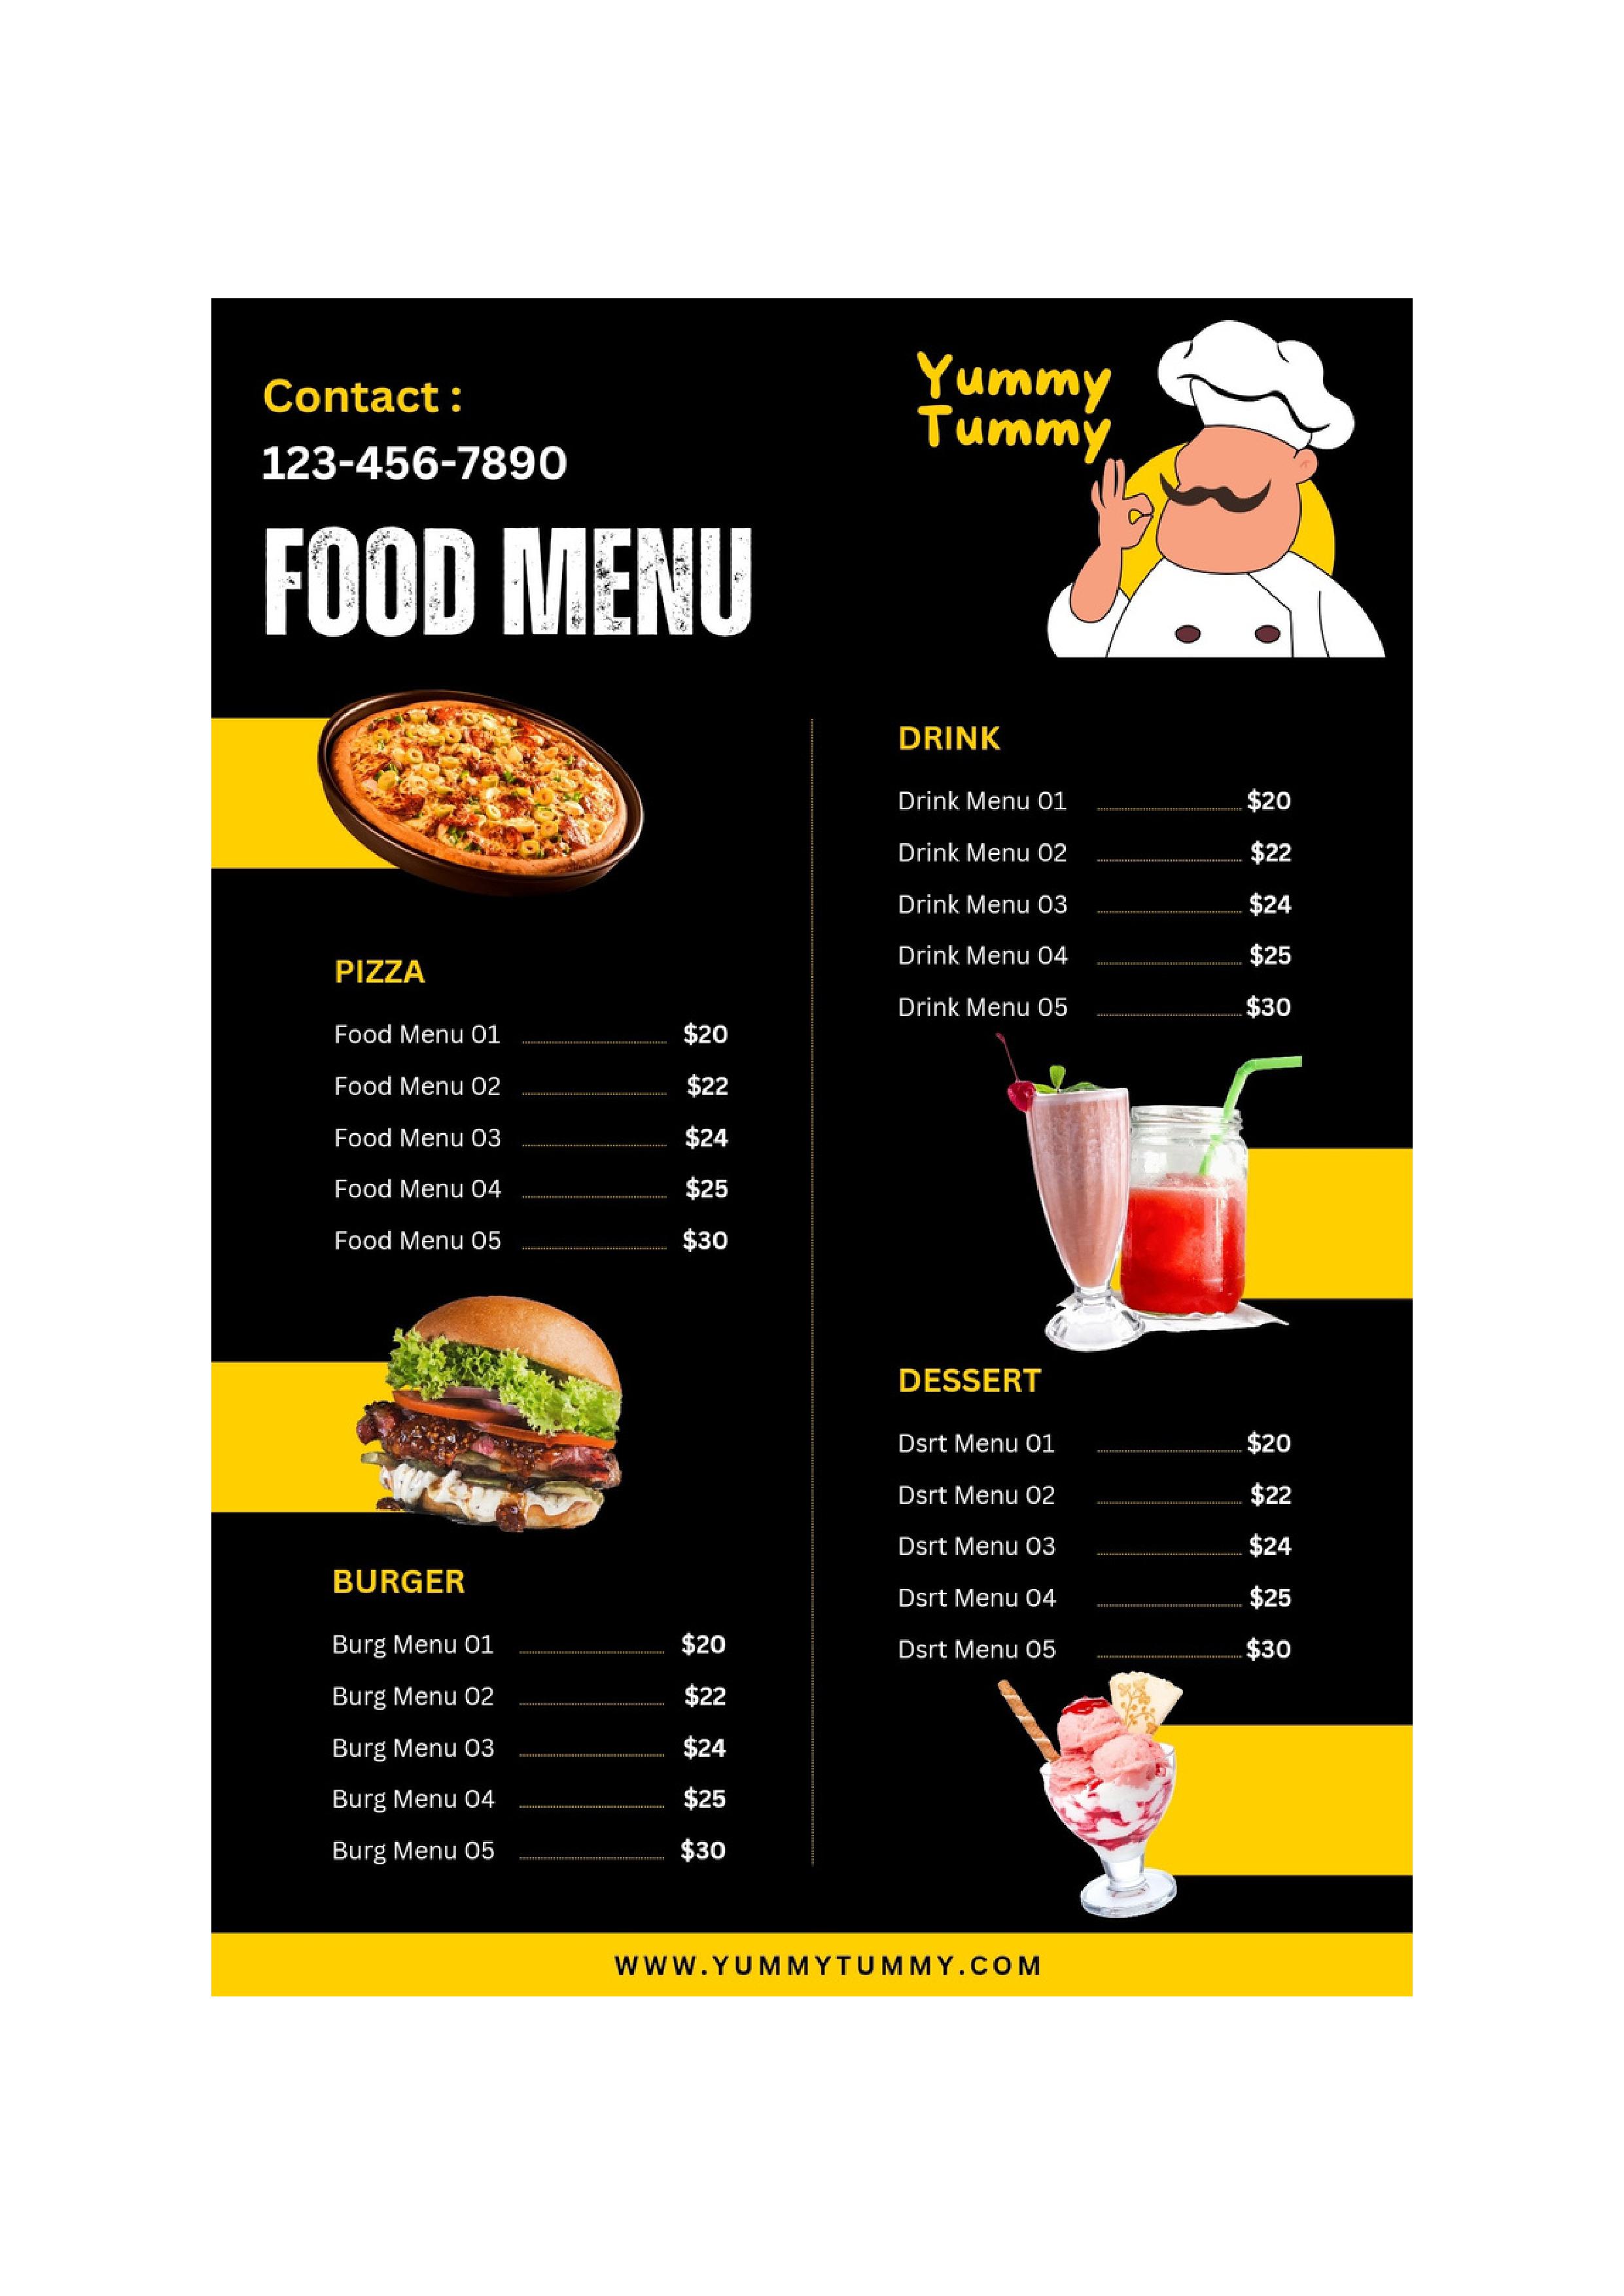 Contact :
123-456-7890
FOOD MENU
Yummy
Tummy
PIZZA
Food Menu 01 $20
Food Menu 02 $22
Food Menu 03 $24
Food Menu 04 $25
Food Menu 05 $30
BURGER
Burg Menu 01 $20
Burg Menu 02 $22
Burg Menu 03 $24
Burg Menu 04 $25
Burg Menu 05 $30
DRINK
Drink Menu 01 $20
Drink Menu 02 $22
Drink Menu 03 $24
Drink Menu 04 $25
Drink Menu 05 $30
DESSERT
Dsrt Menu 01 $20
Dsrt Menu 02 $22
Dsrt Menu 03 $24
Dsrt Menu 04 $25
Dsrt Menu 05 $30
WWW.YUMMYTUMMY.COM